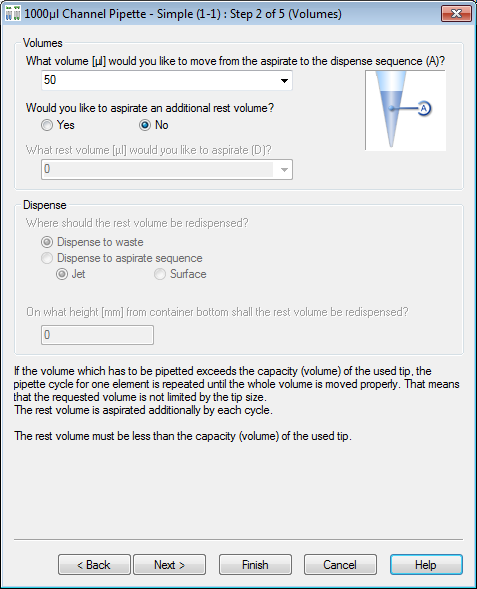 1000µl Channel Pipette - Simple (1-1) : Step 2 of 5 (Volumes)
Volumes
What volume [µl] would you like to move from the aspirate to the dispense sequence (A)?
50
A
Would you like to aspirate an additional rest volume?
Yes
No
What rest volume [µl] would you like to aspirate (D)?
0
Dispense
Where should the rest volume be redispensed?
Dispense to waste
Dispense to aspirate sequence
Jet
Surface
On what height [mm] from container bottom shall the rest volume be redispensed?
0
If the volume which has to be pipetted exceeds the capacity (volume) of the used tip, the
pipette cycle for one element is repeated until the whole volume is moved properly. That means
that the requested volume is not limited by the tip size.
The rest volume is aspirated additionally by each cycle.
The rest volume must be less than the capacity (volume) of the used tip.
< Back
Next >
Finish
Cancel
Help